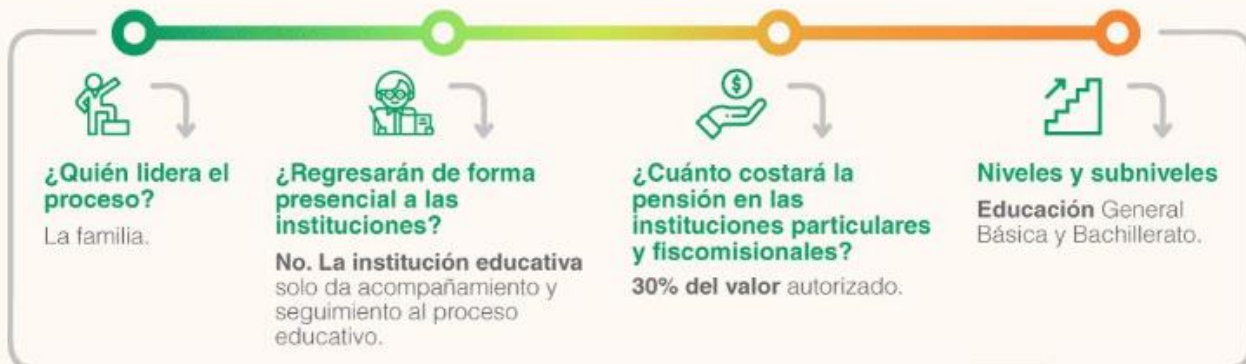 ¿Quién lidera el
proceso?
La familia.
¿Regresarán de forma
presencial a las
instituciones?
No. La institución educativa
solo da acompañamiento y
seguimiento al proceso
educativo.
$
¿Cuánto costará la
pensión en las
instituciones particulares
y fiscomisionales?
30% del valor autorizado.
Niveles y subniveles
Educación General
Básica y Bachillerato.